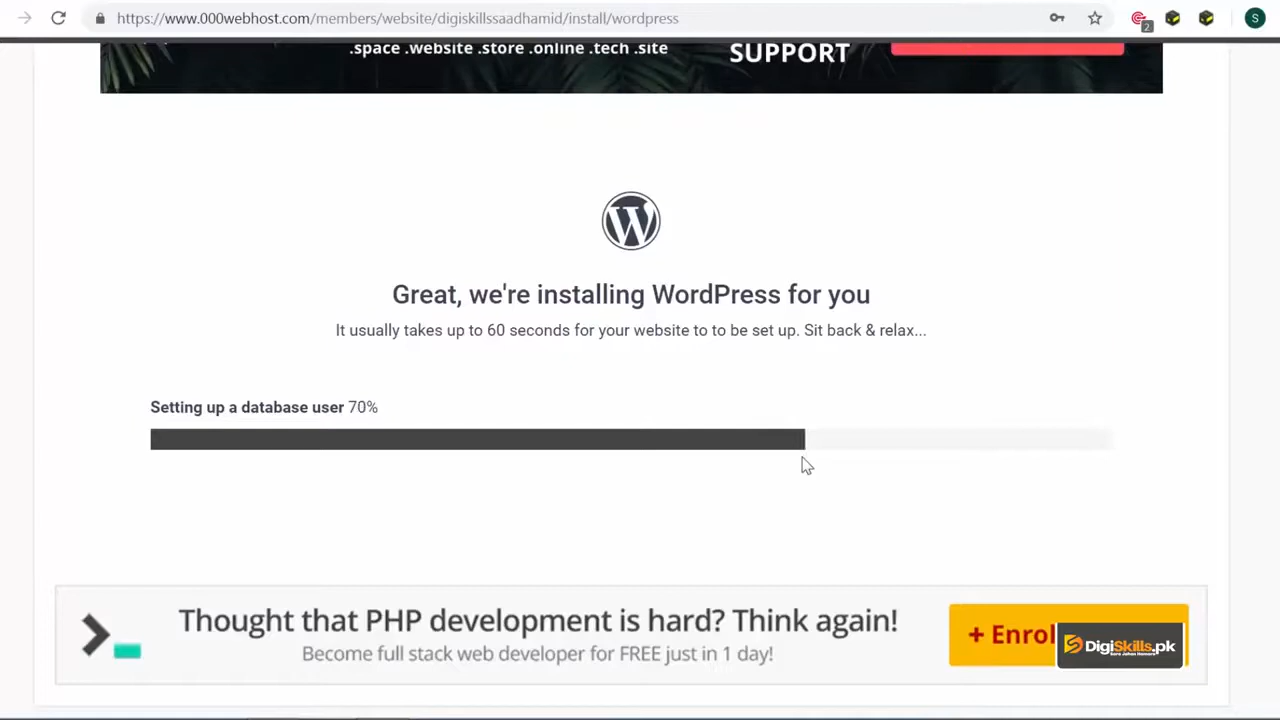 https://www.000webhost.com/members/website/digiskillssaadhamid/install/wordpress
2
S
.space .website .store .online .tech .site
SUPPORT
W
Great, we're installing WordPress for you
It usually takes up to 60 seconds for your website to to be set up. Sit back & relax...
Setting up a database user 70%
Thought that PHP development is hard? Think again!
Become full stack web developer for FREE just in 1 day!
+ Enrol
DigiSkills.pk